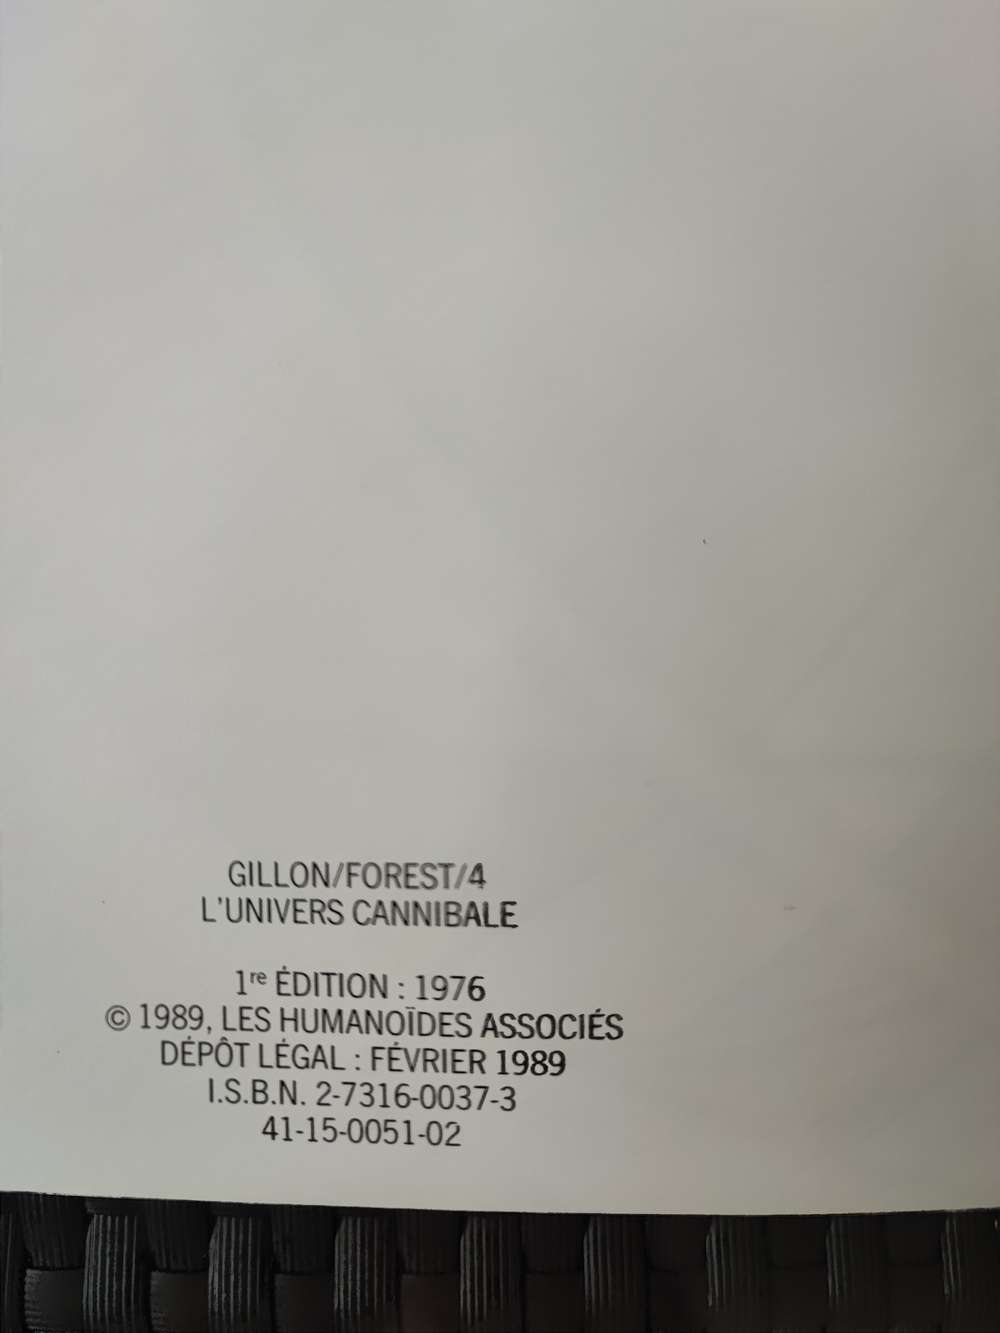 GILLON/FOREST/4
L'UNIVERS CANNIBALE
1re ÉDITION : 1976
© 1989, LES HUMANOÏDES ASSOCIÉS
DÉPÔT LÉGAL : FÉVRIER 1989
I.S.B.N. 2-7316-0037-3
41-15-0051-02